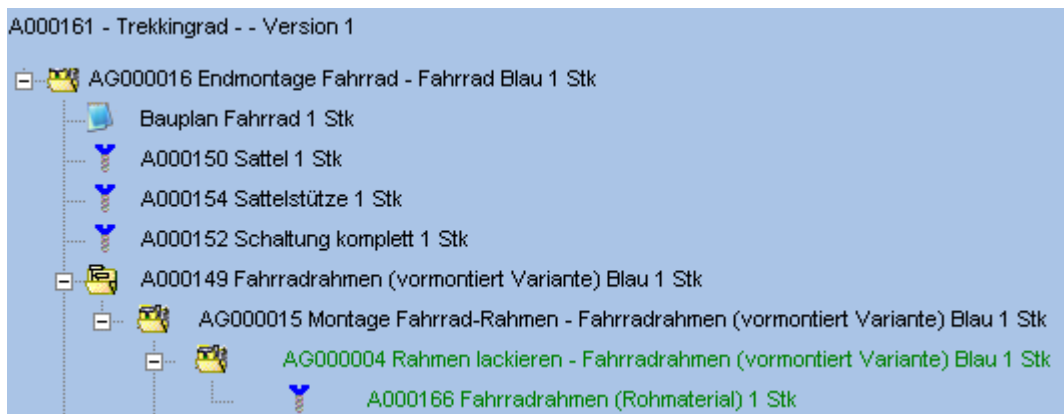 A000161 - Trekkingrad - - Version 1
AG000016 Endmontage Fahrrad - Fahrrad Blau 1 Stk
Bauplan Fahrrad 1 Stk
A000150 Sattel 1 Stk
A000154 Sattelstütze 1 Stk
A000152 Schaltung komplett 1 Stk
A000149 Fahrradrahmen (vormontiert Variante) Blau 1 Stk
AG000015 Montage Fahrrad-Rahmen - Fahrradrahmen (vormontiert Variante) Blau 1 Stk
AG000004 Rahmen lackieren - Fahrradrahmen (vormontiert Variante) Blau 1 Stk
A000166 Fahrradrahmen (Rohmaterial) 1 Stk